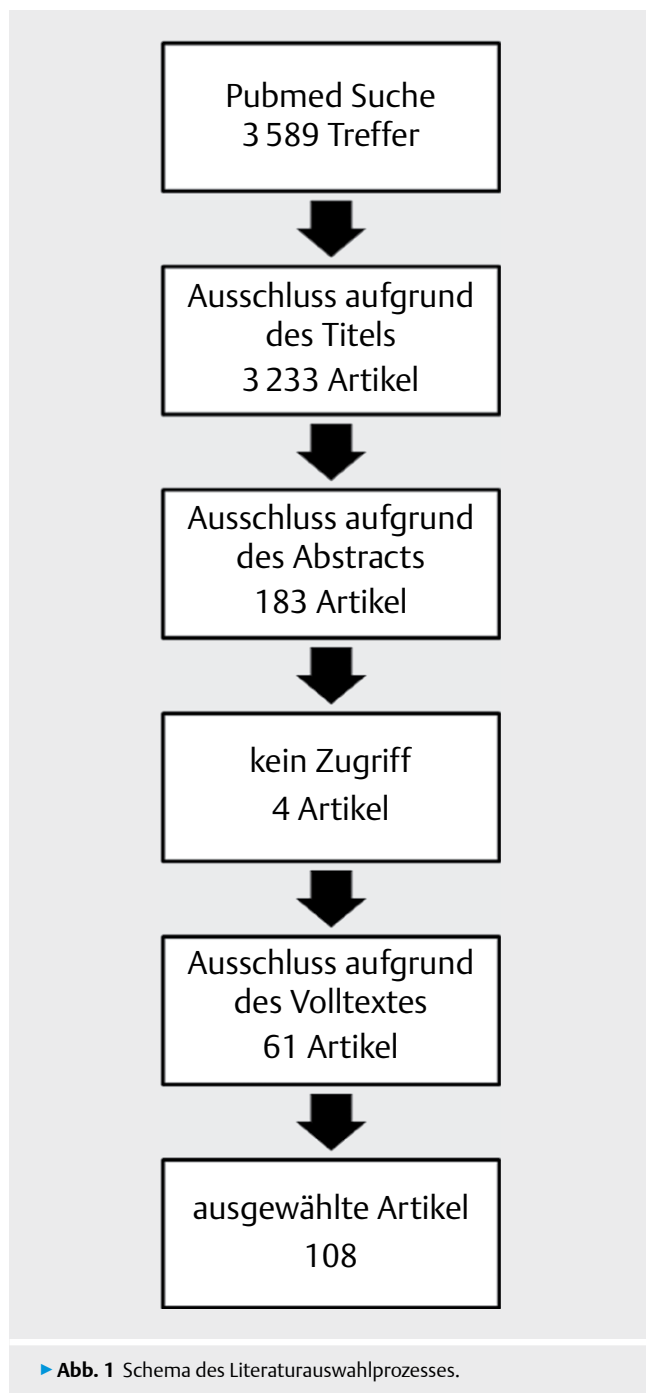 Pubmed Suche
3 589 Treffer
Ausschluss aufgrund
des Titels
3 233 Artikel
Ausschluss aufgrund
des Abstracts
183 Artikel
kein Zugriff
4 Artikel
Ausschluss aufgrund
des Volltextes
61 Artikel
ausgewählte Artikel
108
▶ Abb. 1 Schema des Literaturauswahlprozesses.